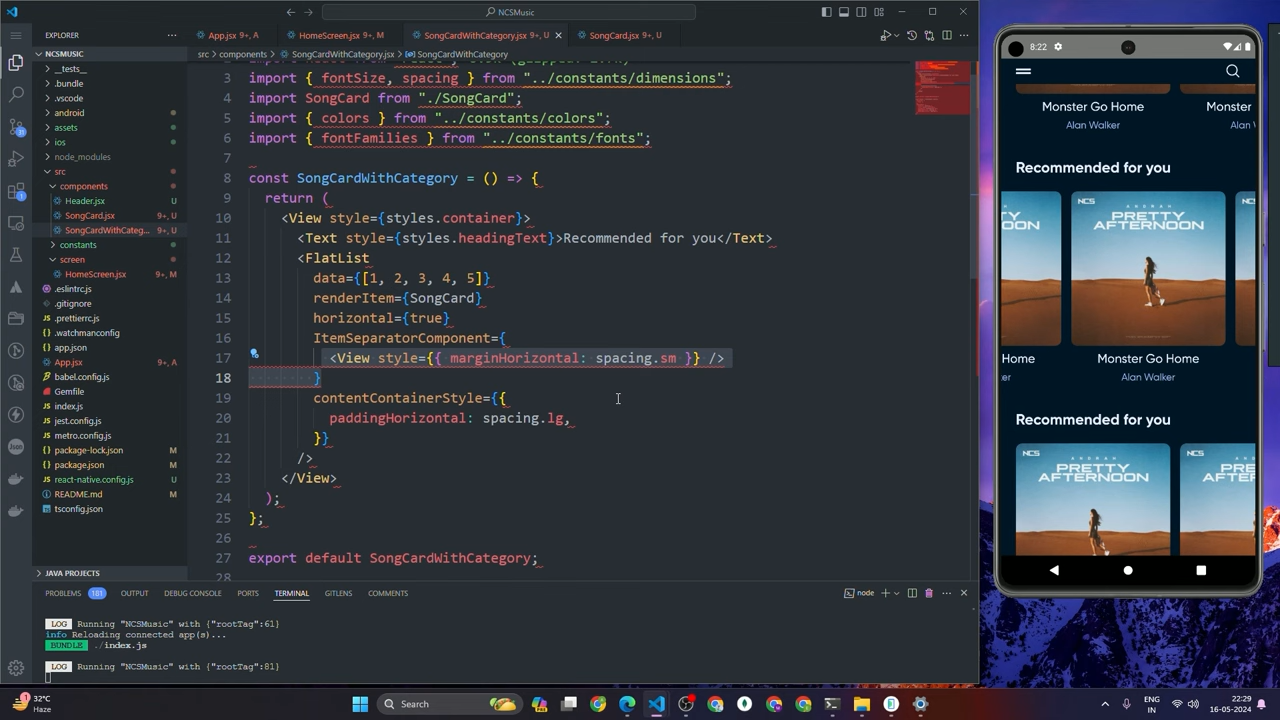 NCSMusic
EXPLORER
App.jsx 9+, U
HomeScreen.jsx 9+, M
SongCardWithCategory.jsx 9+, U
SongCard.jsx 9+, U
src > components > SongCardWithCategory.jsx > SongCardWithCategory
NCSMUSIC
__tests__
.bundle
.vscode
android
assets
ios
node_modules
src
components
Header.jsx U
SongCard.jsx 9+, U
SongCardWithCateg... 9+, U
constants
screen
HomeScreen.jsx 9+, M
.eslintrc.js
.gitignore
.prettierrc.js
.watchmanconfig
app.json
App.jsx 9+, A
babel.config.js
Gemfile
index.js
jest.config.js
metro.config.js
package-lock.json M
package.json M
react-native.config.js U
README.md M
tsconfig.json
JAVA PROJECTS
3 import { fontSize, spacing } from "../constants/dimensions";
4 import SongCard from "./SongCard";
5 import { colors } from "../constants/colors";
6 import { fontFamilies } from "../constants/fonts";
7
8 const SongCardWithCategory = () => {
9 return (
10 <View style={styles.container}>
11 <Text style={styles.headingText}>Recommended for you</Text>
12 <FlatList
13 data={[1, 2, 3, 4, 5]}
14 renderItem={SongCard}
15 horizontal={true}
16 ItemSeparatorComponent={
17 <View style={{ marginHorizontal: spacing.sm }} />
18 }
19 contentContainerStyle={{
20 paddingHorizontal: spacing.lg,
21 }}
22 />
23 </View>
24 );
25 };
26
27 export default SongCardWithCategory;
28
PROBLEMS 181 OUTPUT DEBUG CONSOLE PORTS TERMINAL GITLENS COMMENTS
node
LOG Running "NCSMusic" with {"rootTag":61}
info Reloading connected app(s)...
BUNDLE ./index.js
LOG Running "NCSMusic" with {"rootTag":81}
8:22
Monster Go Home
Monster
Alan Walker
Alan
Recommended for you
NCS
PRETTY
AFTERNOON
Home
Monster Go Home
er
Alan Walker
Recommended for you
NCS
NCS
PRETTY
AFTERNOON
32°C
Haze
Search
ENG
IN
22:29
16-05-2024